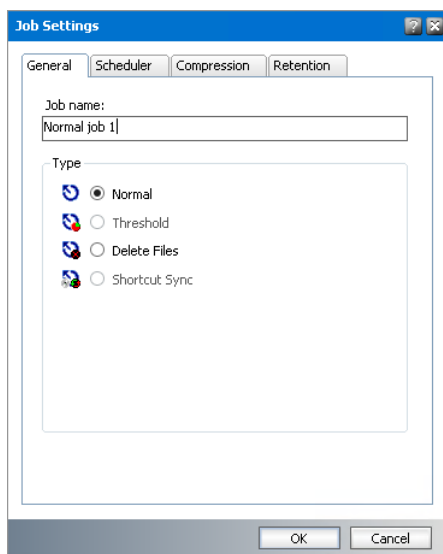 Job Settings
General Scheduler Compression Retention
Job name:
Normal job 1
Type
Normal
Threshold
Delete Files
Shortcut Sync
OK Cancel